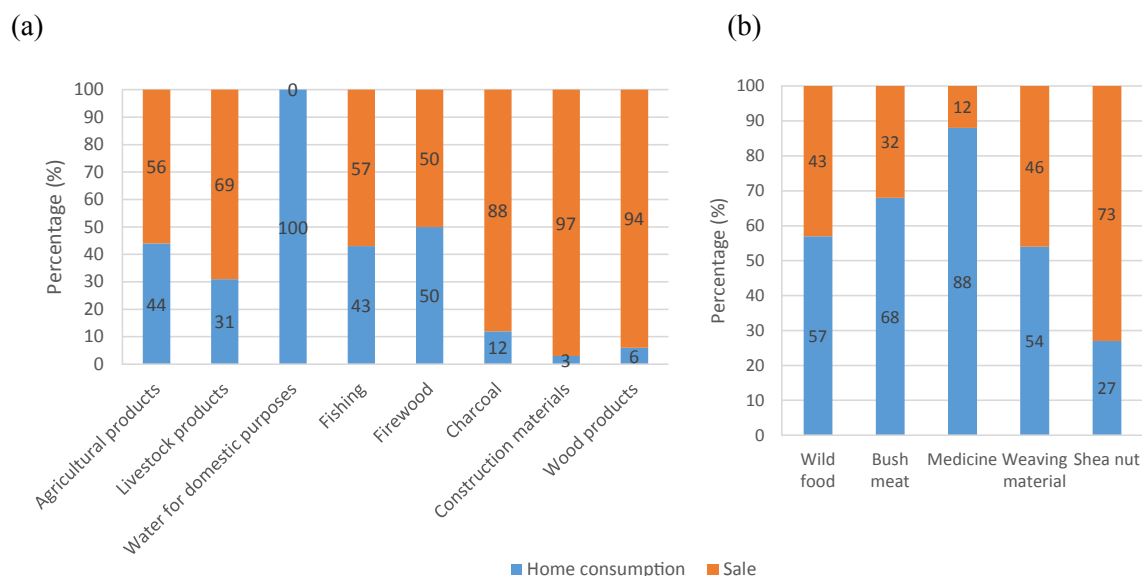 (a)
(b)
Percentage (%)
100
90
80
70
60
50
40
30
20
10
0
56
69
0
57
50
88
97
94
44
31
100
43
50
12
3
6
Agricultural products
Livestock products
Water for domestic purposes
Fishing
Firewood
Charcoal
Construction materials
Wood products
Percentage (%)
100
90
80
70
60
50
40
30
20
10
0
43
32
12
46
73
57
68
88
54
27
Wild
food
Bush
meat
Medicine
Weaving
material
Shea nut
Home consumption
Sale